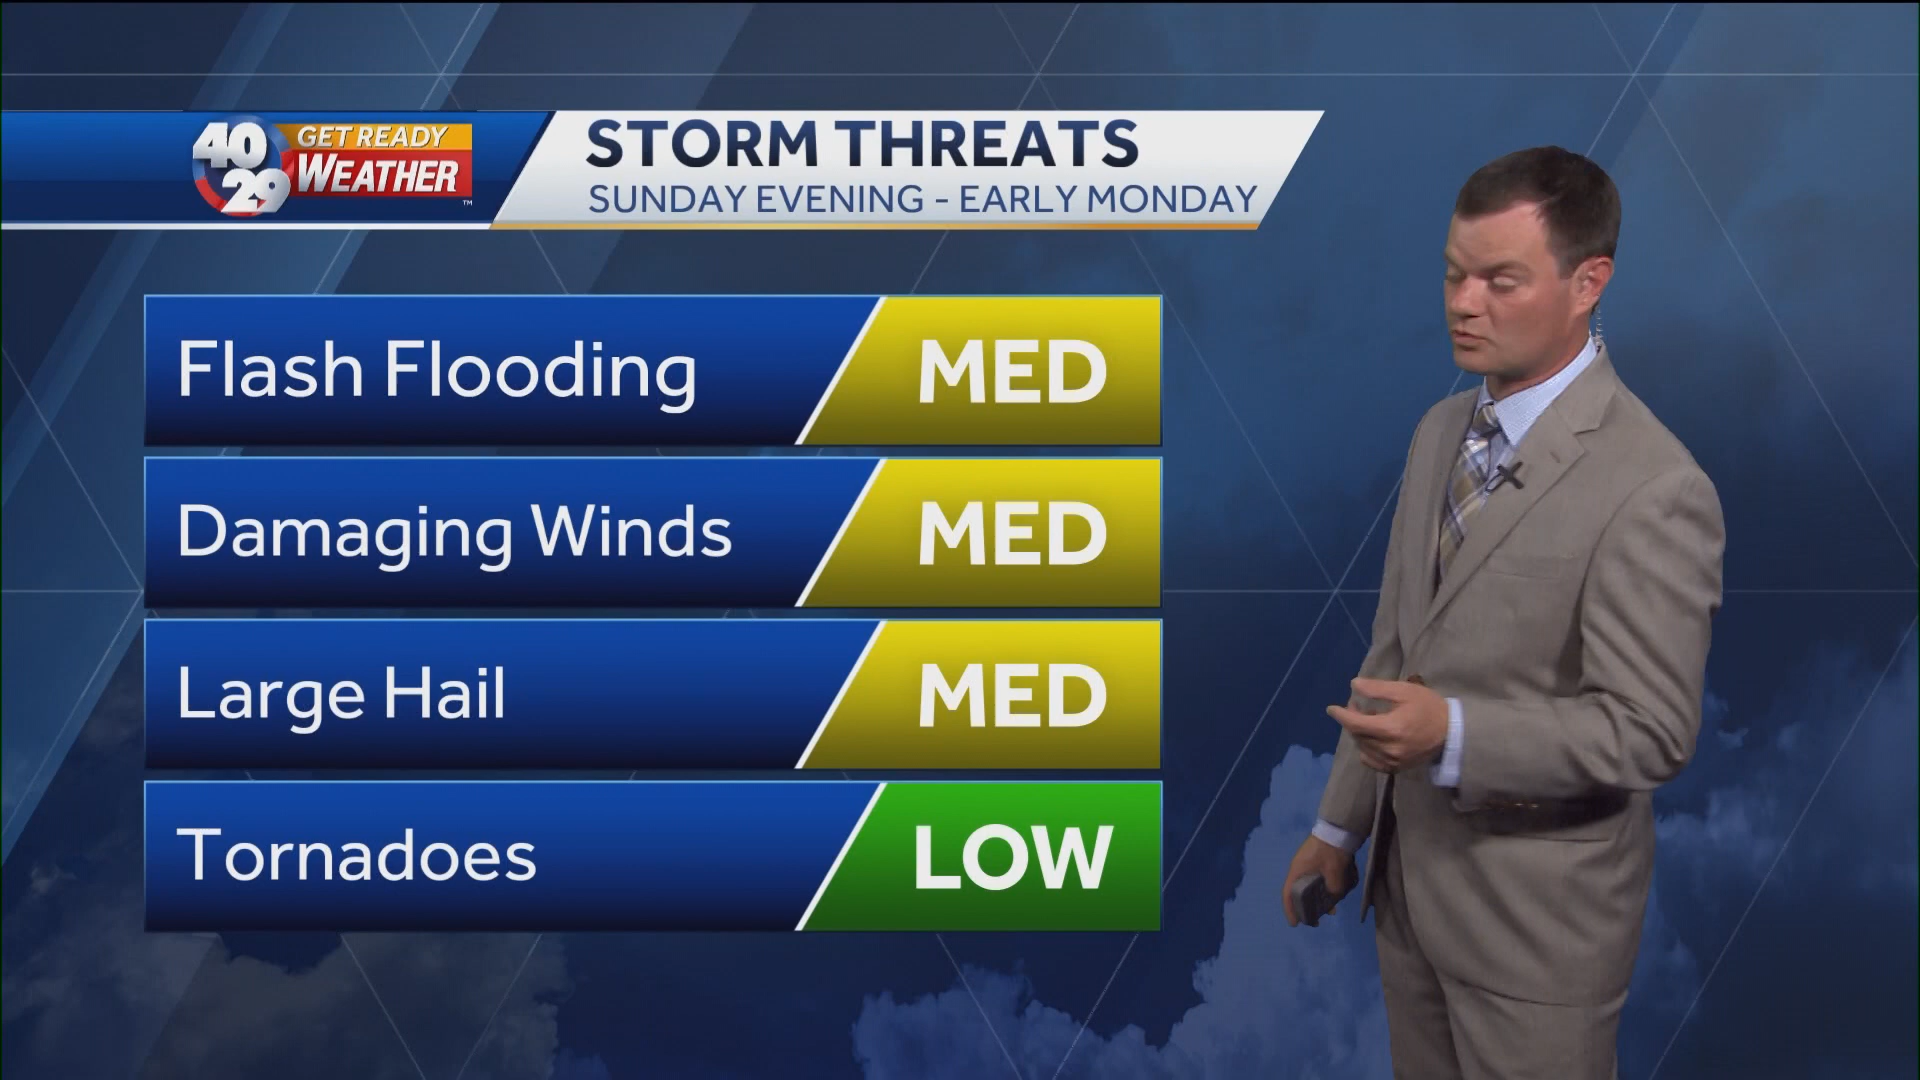 40
29
GET READY
WEATHER™
STORM THREATS
SUNDAY EVENING - EARLY MONDAY
Flash Flooding MED
Damaging Winds MED
Large Hail MED
Tornadoes LOW